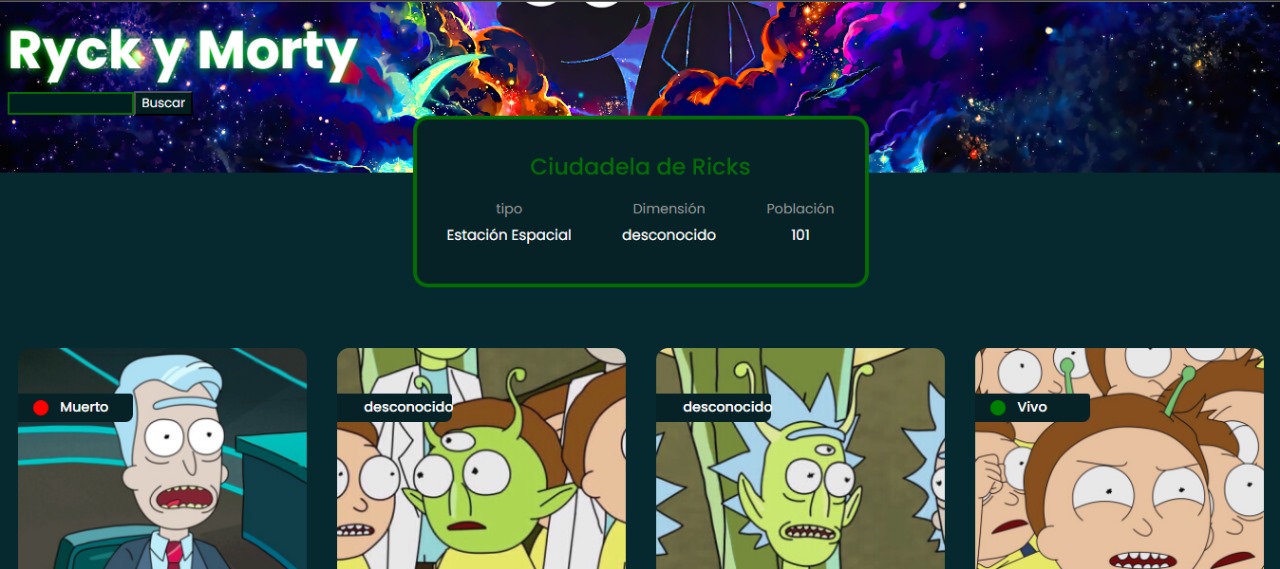 Ryck y Morty
Buscar
Ciudadela de Ricks
tipo Dimensión Población
Estación Espacial desconocido 101
Muerto desconocido desconocido Vivo